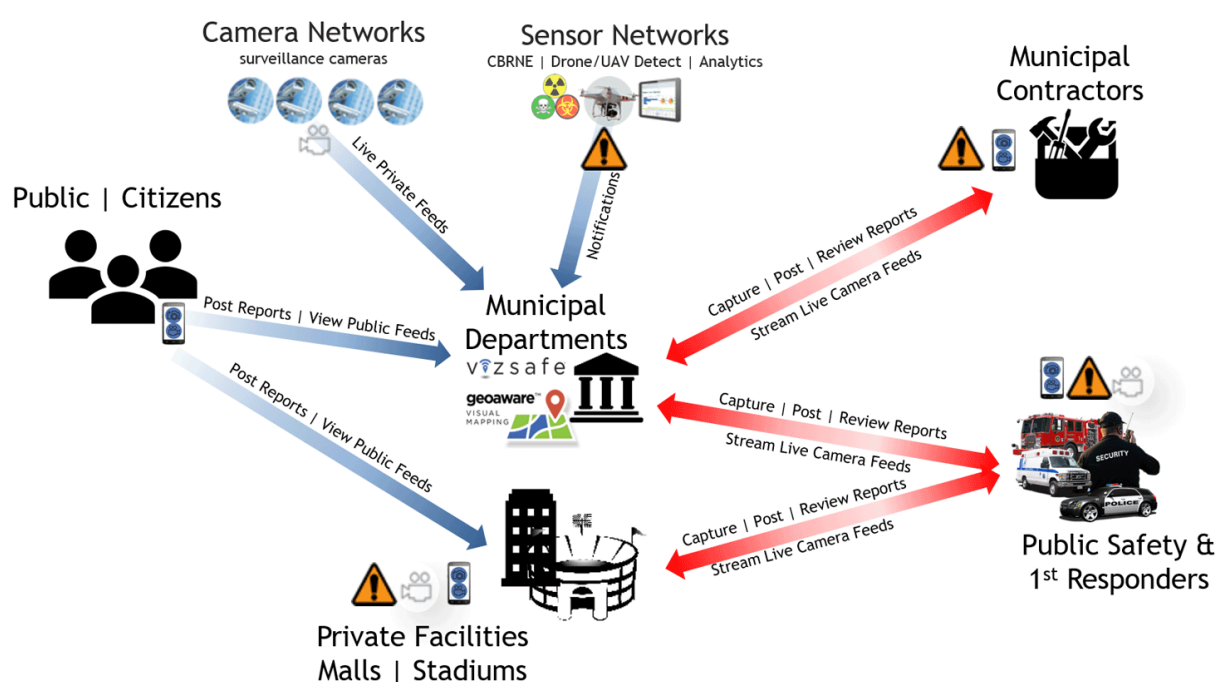 Camera Networks
surveillance cameras
Sensor Networks
CBRNE | Drone/UAV Detect | Analytics
Municipal
Contractors
Live Private Feeds
Notifications
Public | Citizens
Capture | Post | Review Reports
Stream Live Camera Feeds
Post Reports | View Public Feeds
Municipal
Departments
vizsafe
geoaware™
VISUAL
MAPPING
Post Reports | View Public Feeds
Capture | Post | Review Reports
Stream Live Camera Feeds
SECURITY
POLICE
Capture | Post | Review Reports
Stream Live Camera Feeds
Public Safety &
1st Responders
Private Facilities
Malls | Stadiums